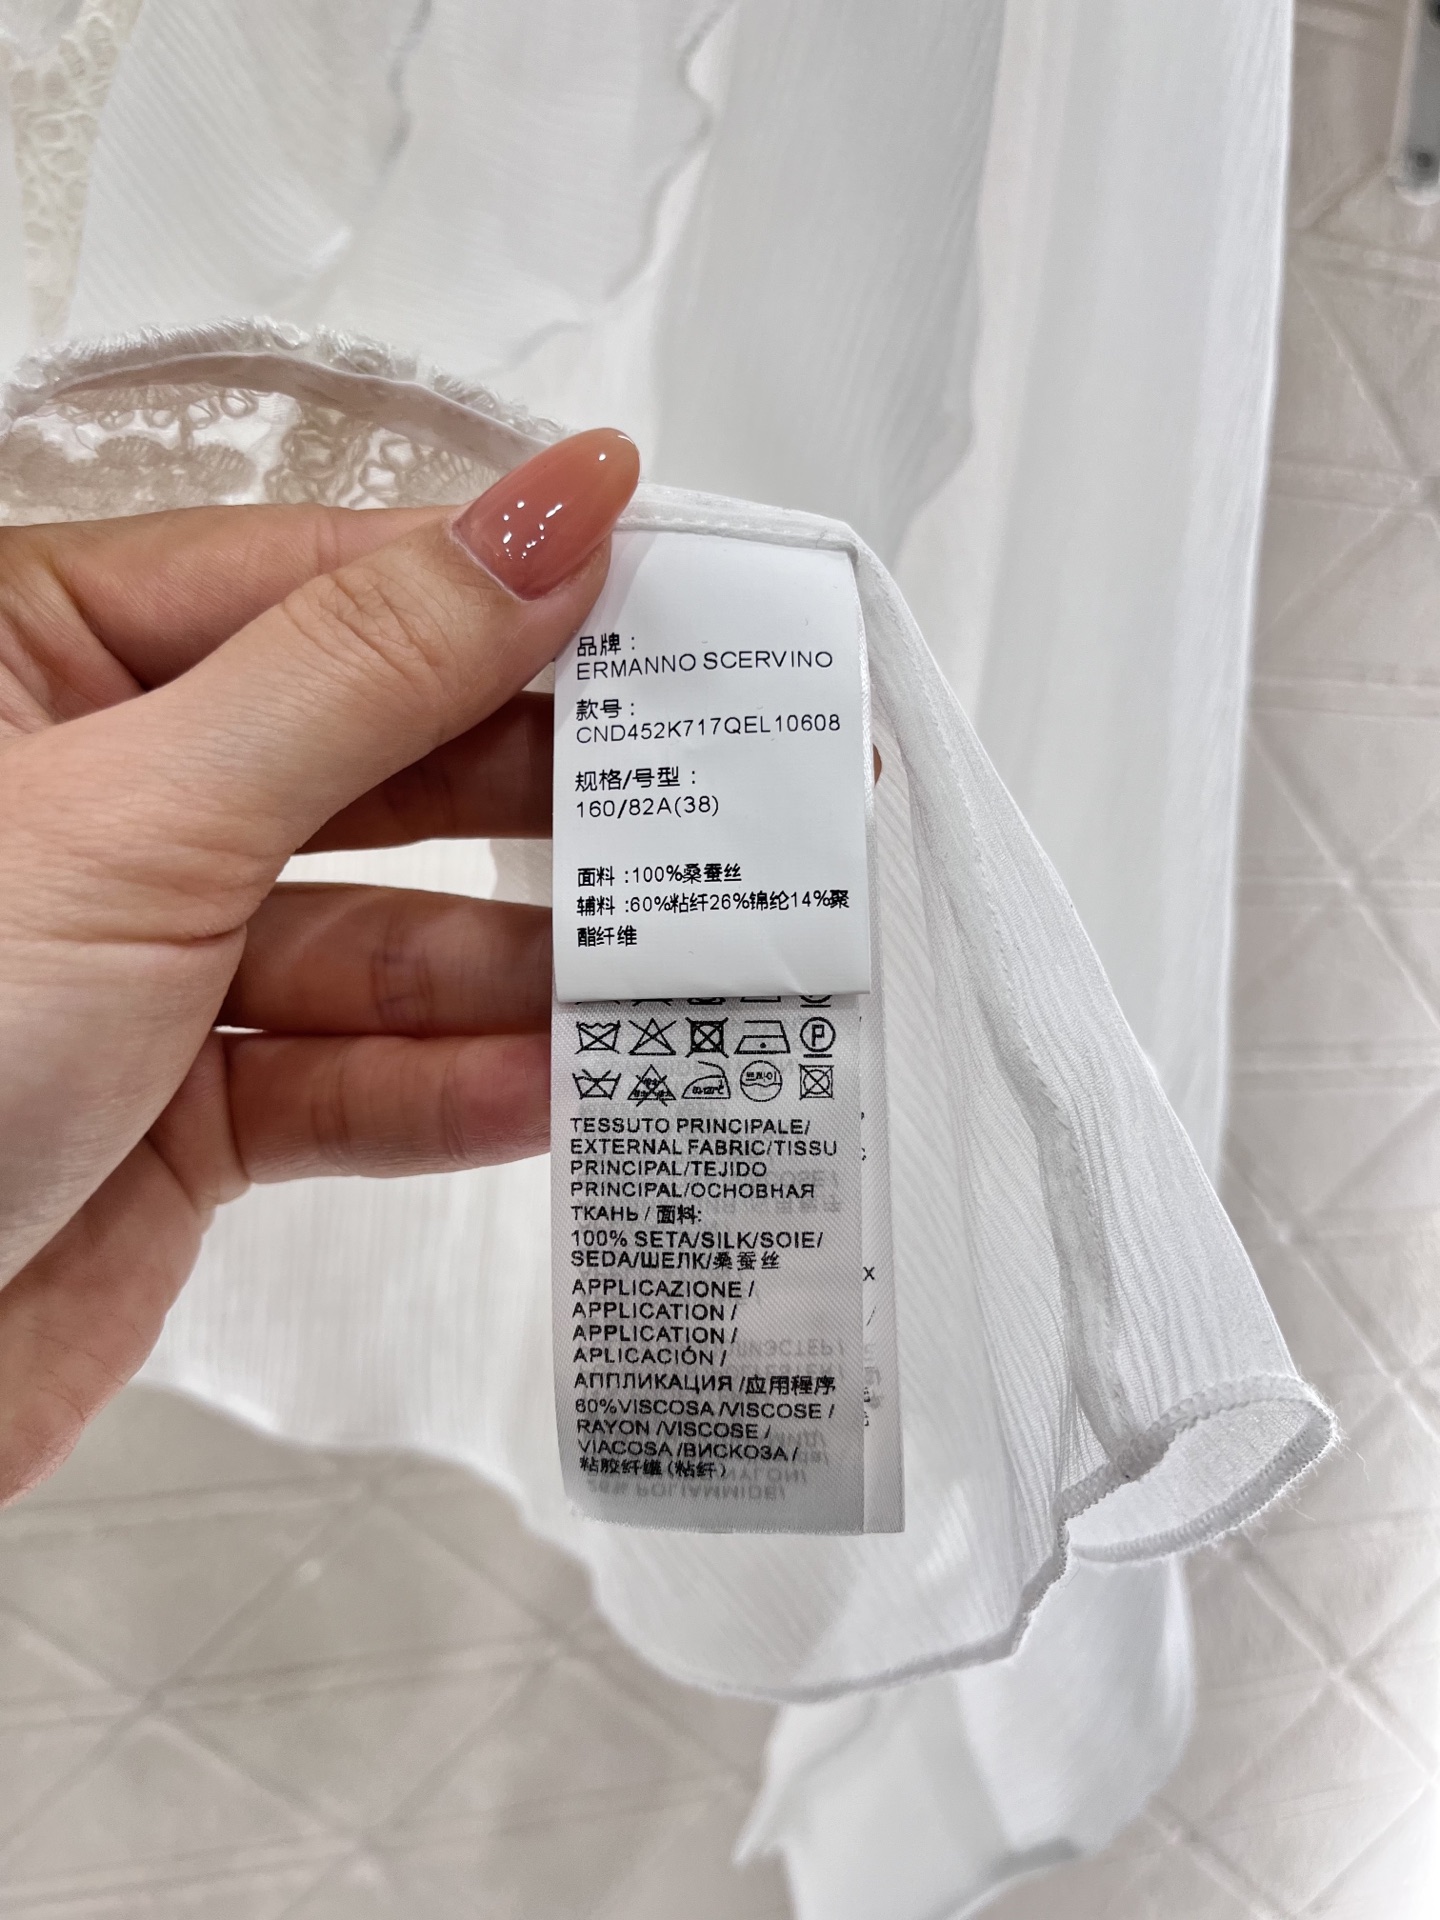 品牌：
ERMANNO SCERVINO
款号：
CND452K717QEL10608
规格/号型：
160/82A(38)
面料:100%桑蚕丝
辅料:60%粘纤26%锦纶14%聚
酯纤维
P
TESSUTO PRINCIPALE/
EXTERNAL FABRIC/TISSU
PRINCIPAL/TEJIDO
PRINCIPAL/ОСНОВНАЯ
ТКАНЬ / 面料:
100% SETA/SILK/SOIE/
SEDA/ШЕЛК/桑蚕丝
APPLICAZIONE /
APPLICATION /
APPLICATION /
APLICACIÓN /
АППЛИКАЦИЯ /应用程序
60%VISCOSA /VISCOSE /
RAYON /VISCOSE /
VIACOSA /ВИСКОЗА /
粘胶纤维 (粘纤)